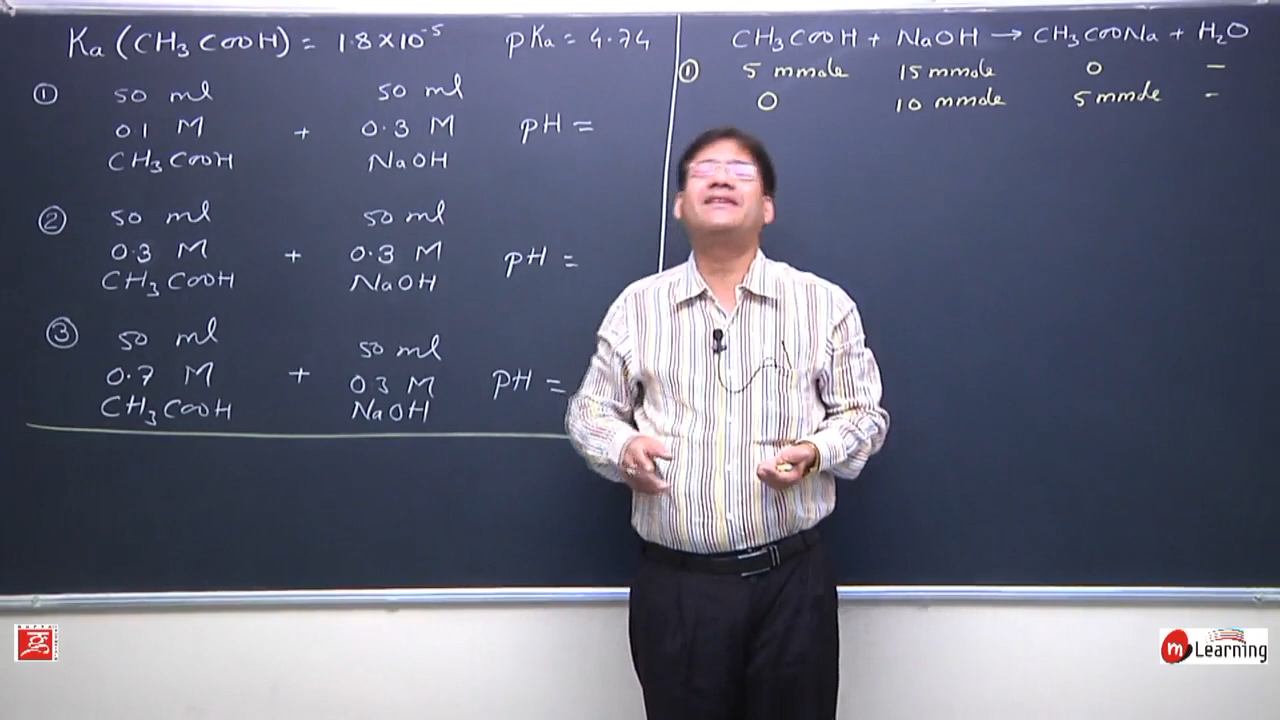 Ka (CH3COOH) = 1.8×10-5 pKa = 4.74
① 50 ml 50 ml
0.1 M + 0.3 M pH =
CH3COOH NaOH
② 50 ml 50 ml
0.3 M + 0.3 M pH =
CH3COOH NaOH
③ 50 ml 50 ml
0.7 M + 03 M pH =
CH3COOH NaOH
CH3COOH + NaOH → CH3COONa + H2O
① 5 mmole 15 mmole 0 –
0 10 mmole 5 mmole -
m Learning